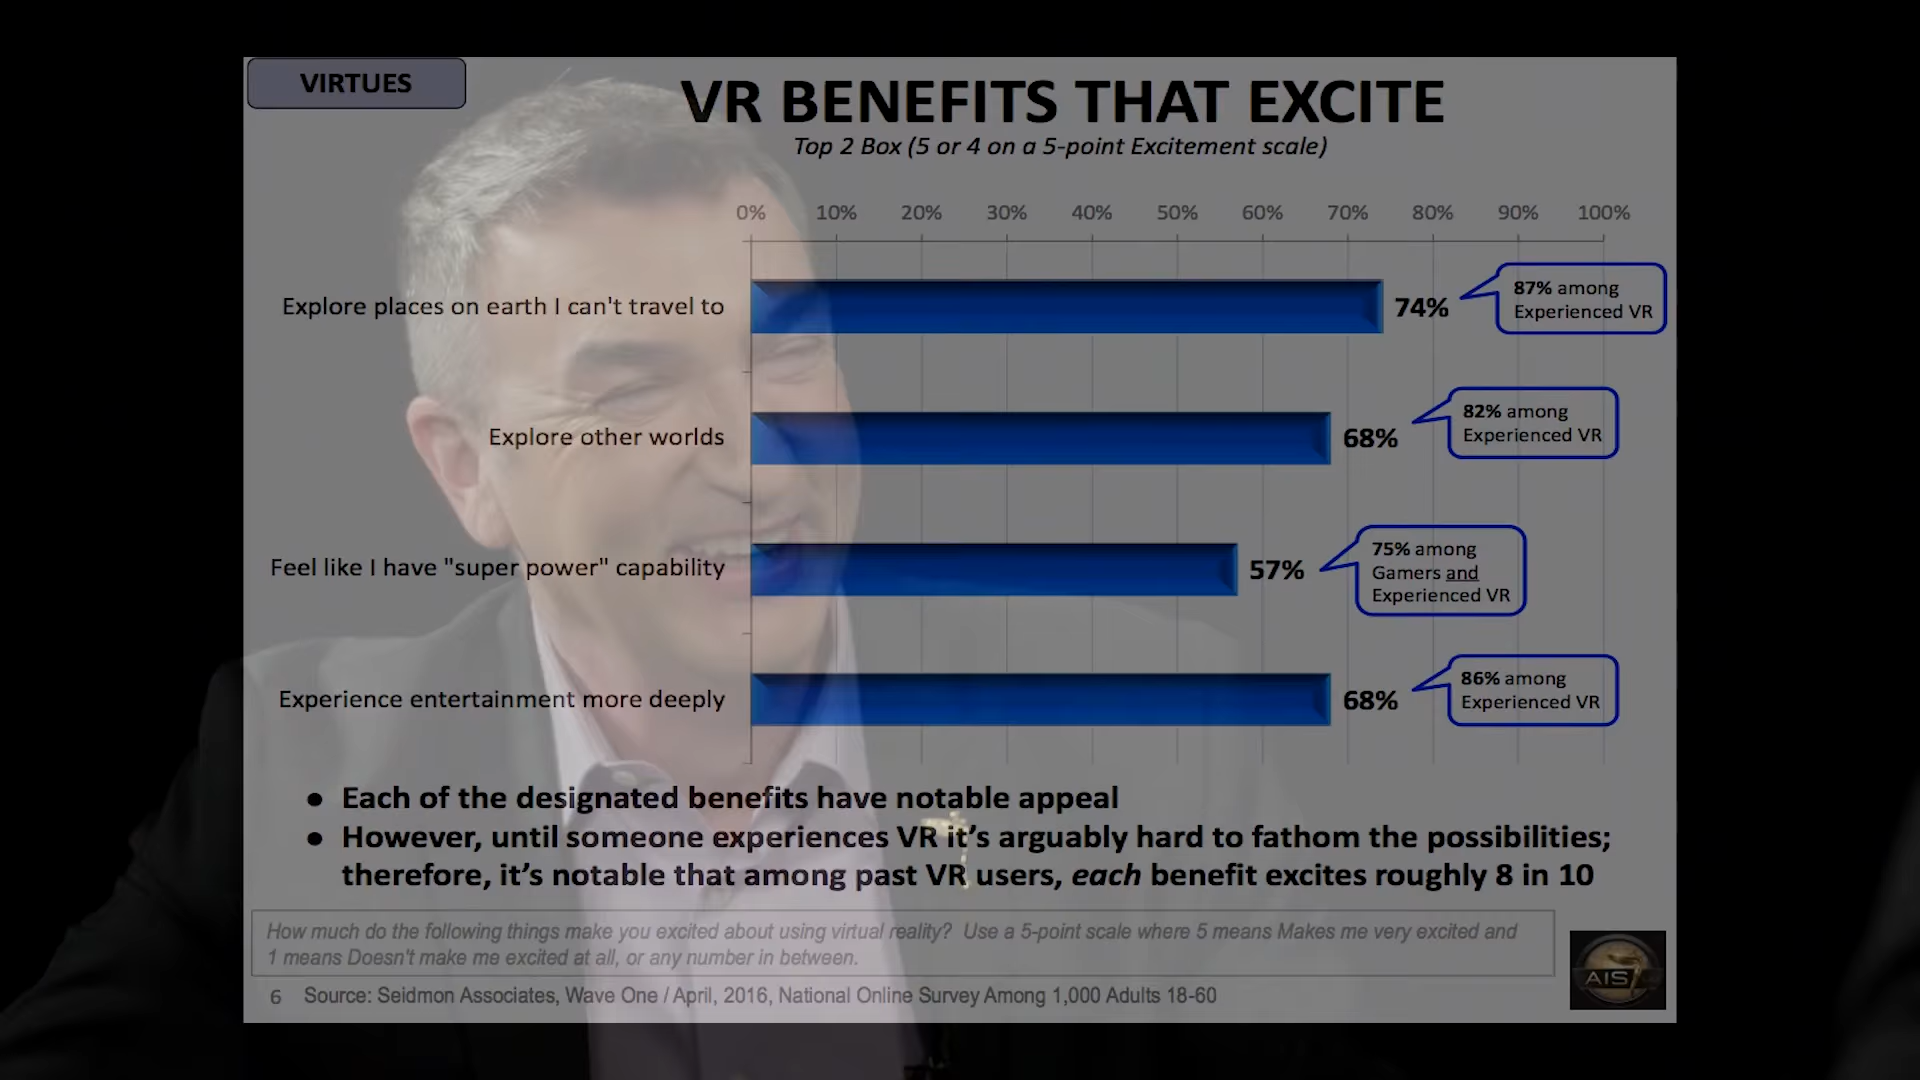 VIRTUES
VR BENEFITS THAT EXCITE
Top 2 Box (5 or 4 on a 5-point Excitement scale)
0% 10% 20% 30% 40% 50% 60% 70% 80% 90% 100%
Explore places on earth I can't travel to
74%
87% among
Experienced VR
Explore other worlds
68%
82% among
Experienced VR
Feel like I have "super power" capability
57%
75% among
Gamers and
Experienced VR
Experience entertainment more deeply
68%
86% among
Experienced VR
● Each of the designated benefits have notable appeal
● However, until someone experiences VR it’s arguably hard to fathom the possibilities;
therefore, it’s notable that among past VR users, each benefit excites roughly 8 in 10
How much do the following things make you excited about using virtual reality? Use a 5-point scale where 5 means Makes me very excited and
1 means Doesn't make me excited at all, or any number in between.
6 Source: Seidmon Associates, Wave One / April, 2016, National Online Survey Among 1,000 Adults 18-60
AIS